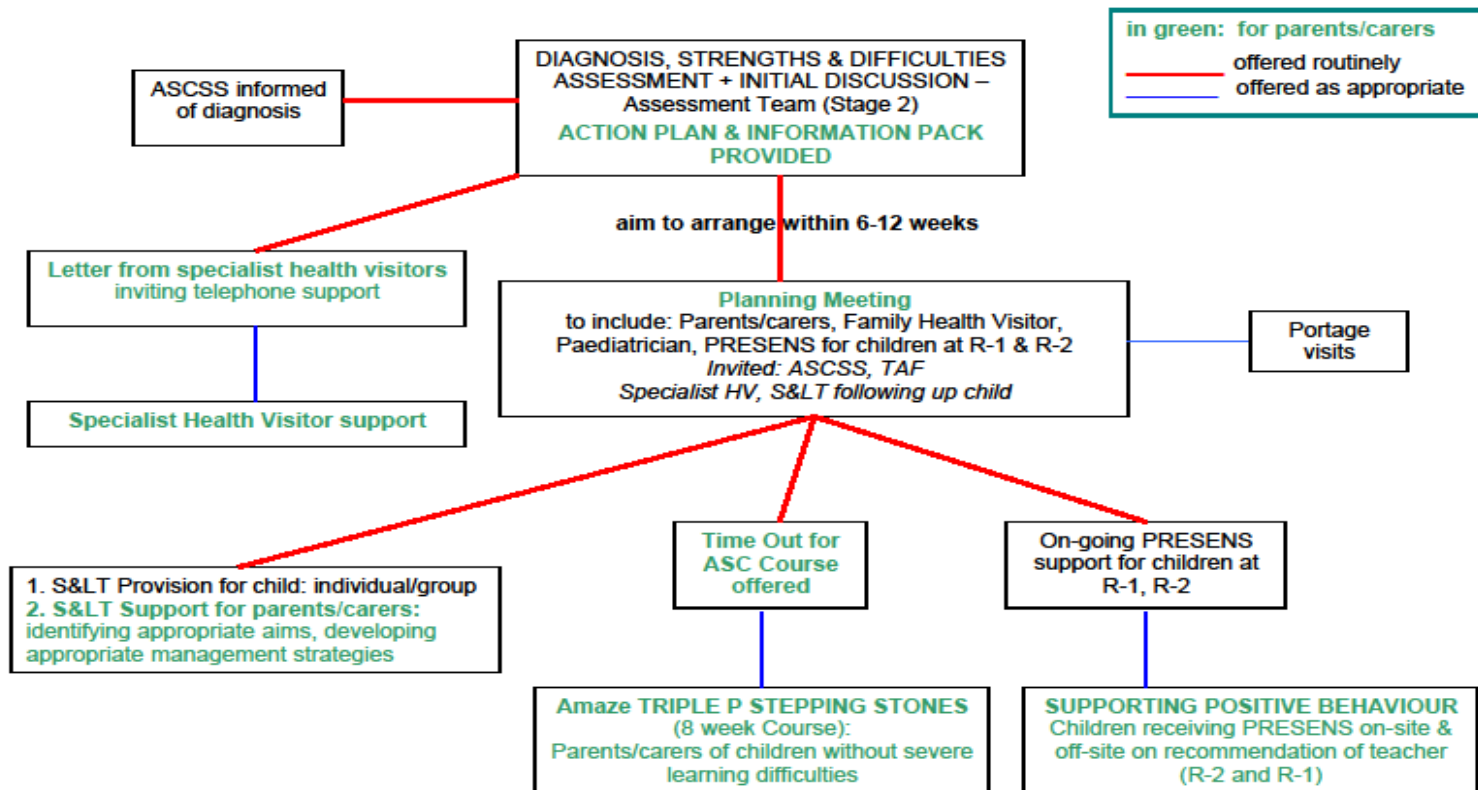 in green: for parents/carers
offered routinely
offered as appropriate
DIAGNOSIS, STRENGTHS & DIFFICULTIES
ASSESSMENT + INITIAL DISCUSSION –
Assessment Team (Stage 2)
ACTION PLAN & INFORMATION PACK
PROVIDED
ASCSS informed
of diagnosis
aim to arrange within 6-12 weeks
Letter from specialist health visitors
inviting telephone support
Planning Meeting
to include: Parents/carers, Family Health Visitor,
Paediatrician, PRESENS for children at R-1 & R-2
Invited: ASCSS, TAF
Specialist HV, S&LT following up child
Portage
visits
Specialist Health Visitor support
1. S&LT Provision for child: individual/group
2. S&LT Support for parents/carers:
identifying appropriate aims, developing
appropriate management strategies
Time Out for
ASC Course
offered
On-going PRESENS
support for children at
R-1, R-2
Amaze TRIPLE P STEPPING STONES
(8 week Course):
Parents/carers of children without severe
learning difficulties
SUPPORTING POSITIVE BEHAVIOUR
Children receiving PRESENS on-site &
off-site on recommendation of teacher
(R-2 and R-1)